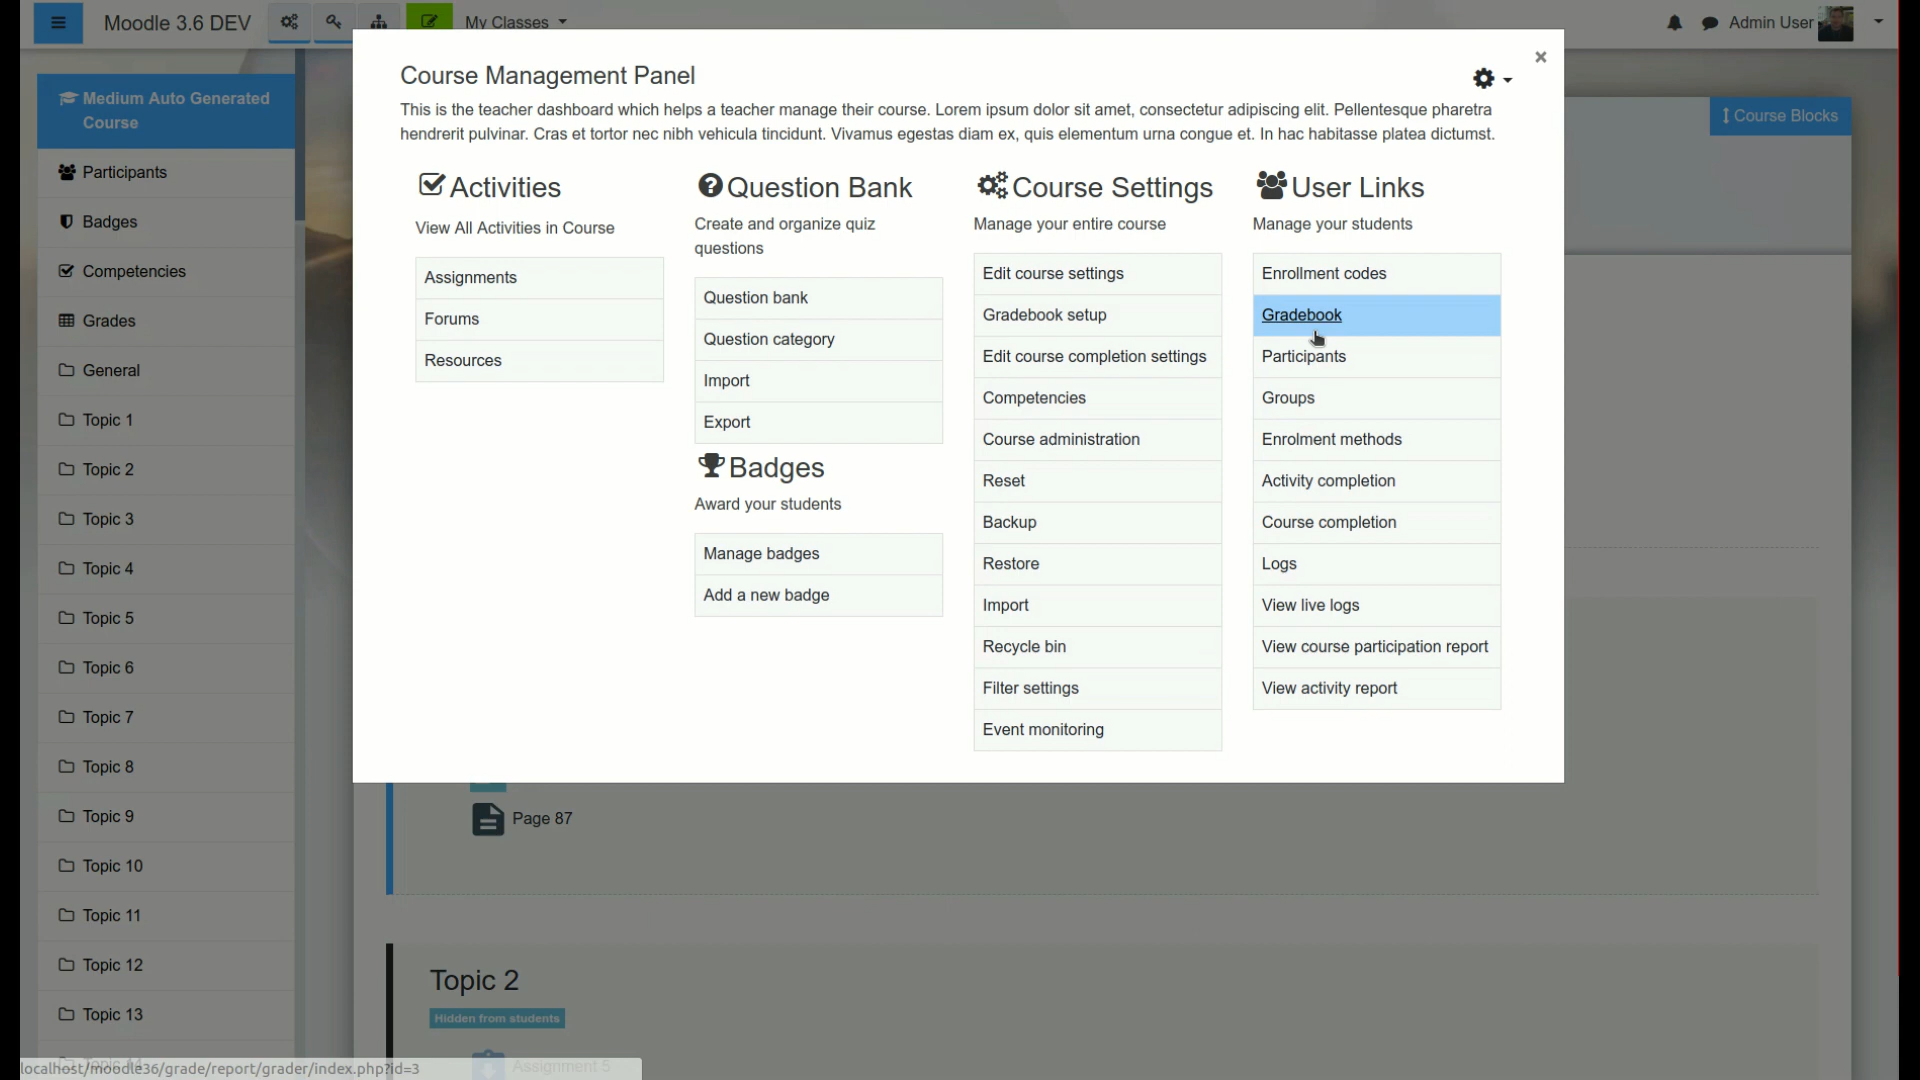 Moodle 3.6 DEV
My Classes
Admin User
Medium Auto Generated
Course
Participants
Badges
Competencies
Grades
General
Topic 1
Topic 2
Topic 3
Topic 4
Topic 5
Topic 6
Topic 7
Topic 8
Topic 9
Topic 10
Topic 11
Topic 12
Topic 13
Course Blocks
×
Course Management Panel
This is the teacher dashboard which helps a teacher manage their course. Lorem ipsum dolor sit amet, consectetur adipiscing elit. Pellentesque pharetra
hendrerit pulvinar. Cras et tortor nec nibh vehicula tincidunt. Vivamus egestas diam ex, quis elementum urna congue et. In hac habitasse platea dictumst.
Activities
View All Activities in Course
Assignments
Forums
Resources
Question Bank
Create and organize quiz
questions
Question bank
Question category
Import
Export
Badges
Award your students
Manage badges
Add a new badge
Course Settings
Manage your entire course
Edit course settings
Gradebook setup
Edit course completion settings
Competencies
Course administration
Reset
Backup
Restore
Import
Recycle bin
Filter settings
Event monitoring
User Links
Manage your students
Enrollment codes
Gradebook
Participants
Groups
Enrolment methods
Activity completion
Course completion
Logs
View live logs
View course participation report
View activity report
Page 87
Topic 2
Hidden from students
Assignment 5
localhost/moodle36/grade/report/grader/index.php?id=3